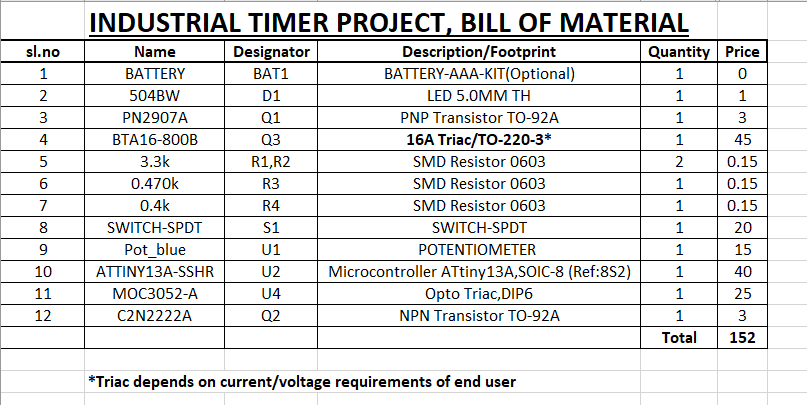 INDUSTRIAL TIMER PROJECT, BILL OF MATERIAL
sl.no Name Designator Description/Footprint Quantity Price
1 BATTERY BAT1 BATTERY-AAA-KIT(Optional) 1 0
2 504BW D1 LED 5.0MM TH 1 1
3 PN2907A Q1 PNP Transistor TO-92A 1 3
4 BTA16-800B Q3 16A Triac/TO-220-3* 1 45
5 3.3k R1,R2 SMD Resistor 0603 2 0.15
6 0.470k R3 SMD Resistor 0603 1 0.15
7 0.4k R4 SMD Resistor 0603 1 0.15
8 SWITCH-SPDT S1 SWITCH-SPDT 1 20
9 Pot_blue U1 POTENTIOMETER 1 15
10 ATTINY13A-SSHR U2 Microcontroller ATtiny13A,SOIC-8 (Ref:8S2) 1 40
11 MOC3052-A U4 Opto Triac,DIP6 1 25
12 C2N2222A Q2 NPN Transistor TO-92A 1 3
Total 152
*Triac depends on current/voltage requirements of end user